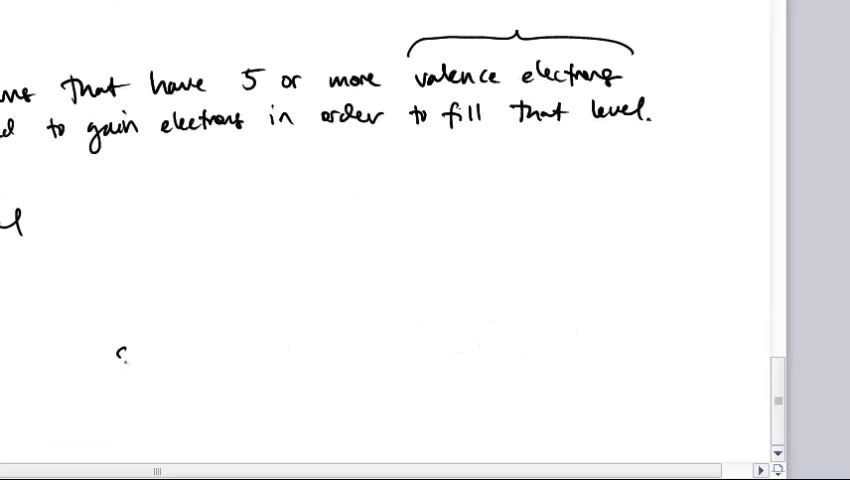 that have 5 or more valence electrons
to gain electrons in order to fill that level.